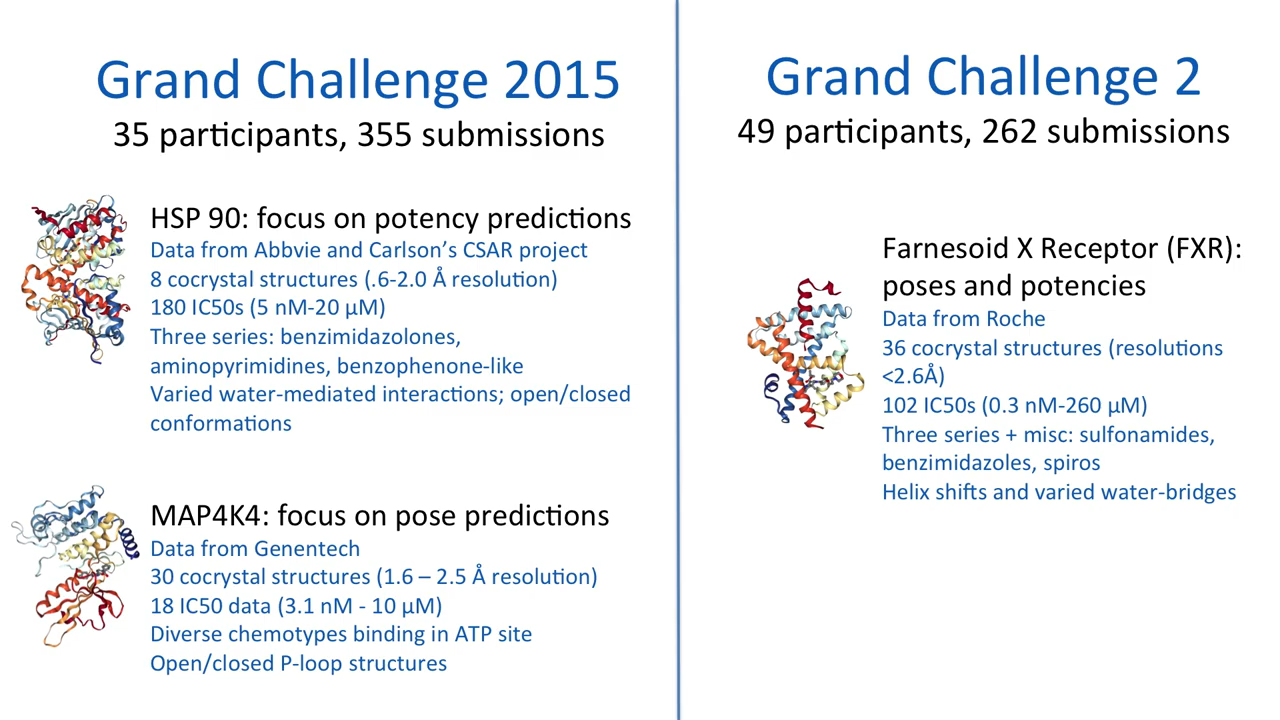 Grand Challenge 2015
35 participants, 355 submissions
HSP 90: focus on potency predictions
Data from Abbvie and Carlson’s CSAR project
8 cocrystal structures (.6-2.0 Å resolution)
180 IC50s (5 nM-20 μM)
Three series: benzimidazolones,
aminopyrimidines, benzophenone-like
Varied water-mediated interactions; open/closed
conformations
MAP4K4: focus on pose predictions
Data from Genentech
30 cocrystal structures (1.6 – 2.5 Å resolution)
18 IC50 data (3.1 nM - 10 μM)
Diverse chemotypes binding in ATP site
Open/closed P-loop structures
Grand Challenge 2
49 participants, 262 submissions
Farnesoid X Receptor (FXR):
poses and potencies
Data from Roche
36 cocrystal structures (resolutions
<2.6Å)
102 IC50s (0.3 nM-260 μM)
Three series + misc: sulfonamides,
benzimidazoles, spiros
Helix shifts and varied water-bridges